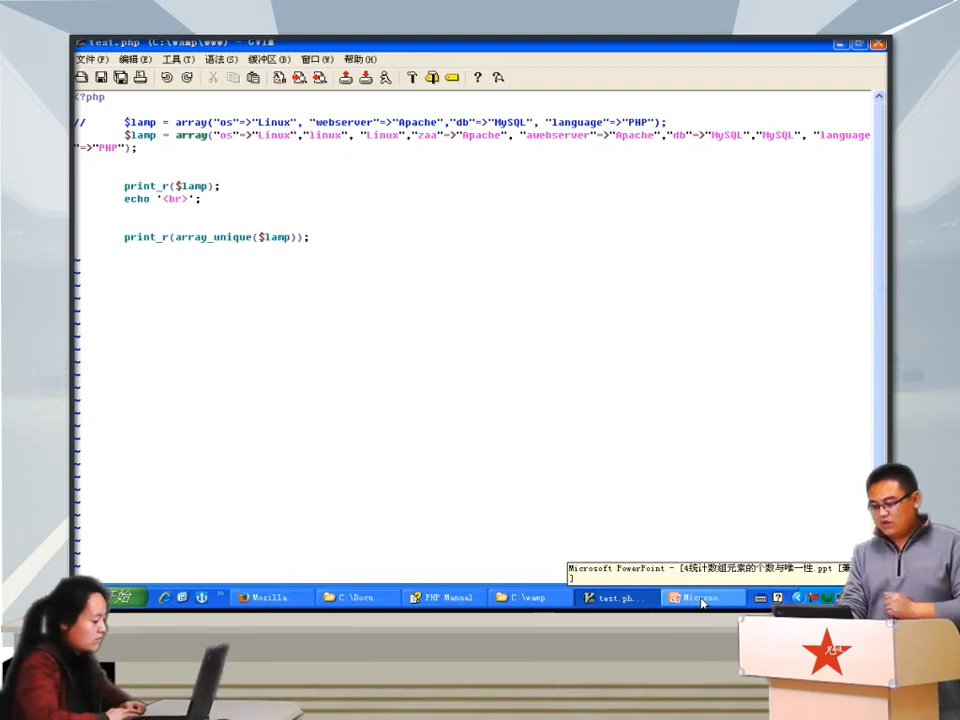 test.php (C:\wamp\www) - GVIM
文件(F) 编辑(E) 工具(T) 语法(S) 缓冲区(B) 窗口(W) 帮助(H)
<?php
//      $lamp = array("os"=>"Linux", "webserver"=>"Apache","db"=>"MySQL", "language"=>"PHP");
$lamp = array("os"=>"Linux","linux", "Linux","zaa"=>"Apache", "awebserver"=>"Apache","db"=>"MySQL","MySQL", "language
"=>"PHP");
print_r($lamp);
echo '<br>';
print_r(array_unique($lamp));
~
Microsoft PowerPoint - [4统计数组元素的个数与唯一性.ppt [兼
]
开始 Mozilla... C:\Docu... PHP Manual C:\wamp... test.ph... Microso...